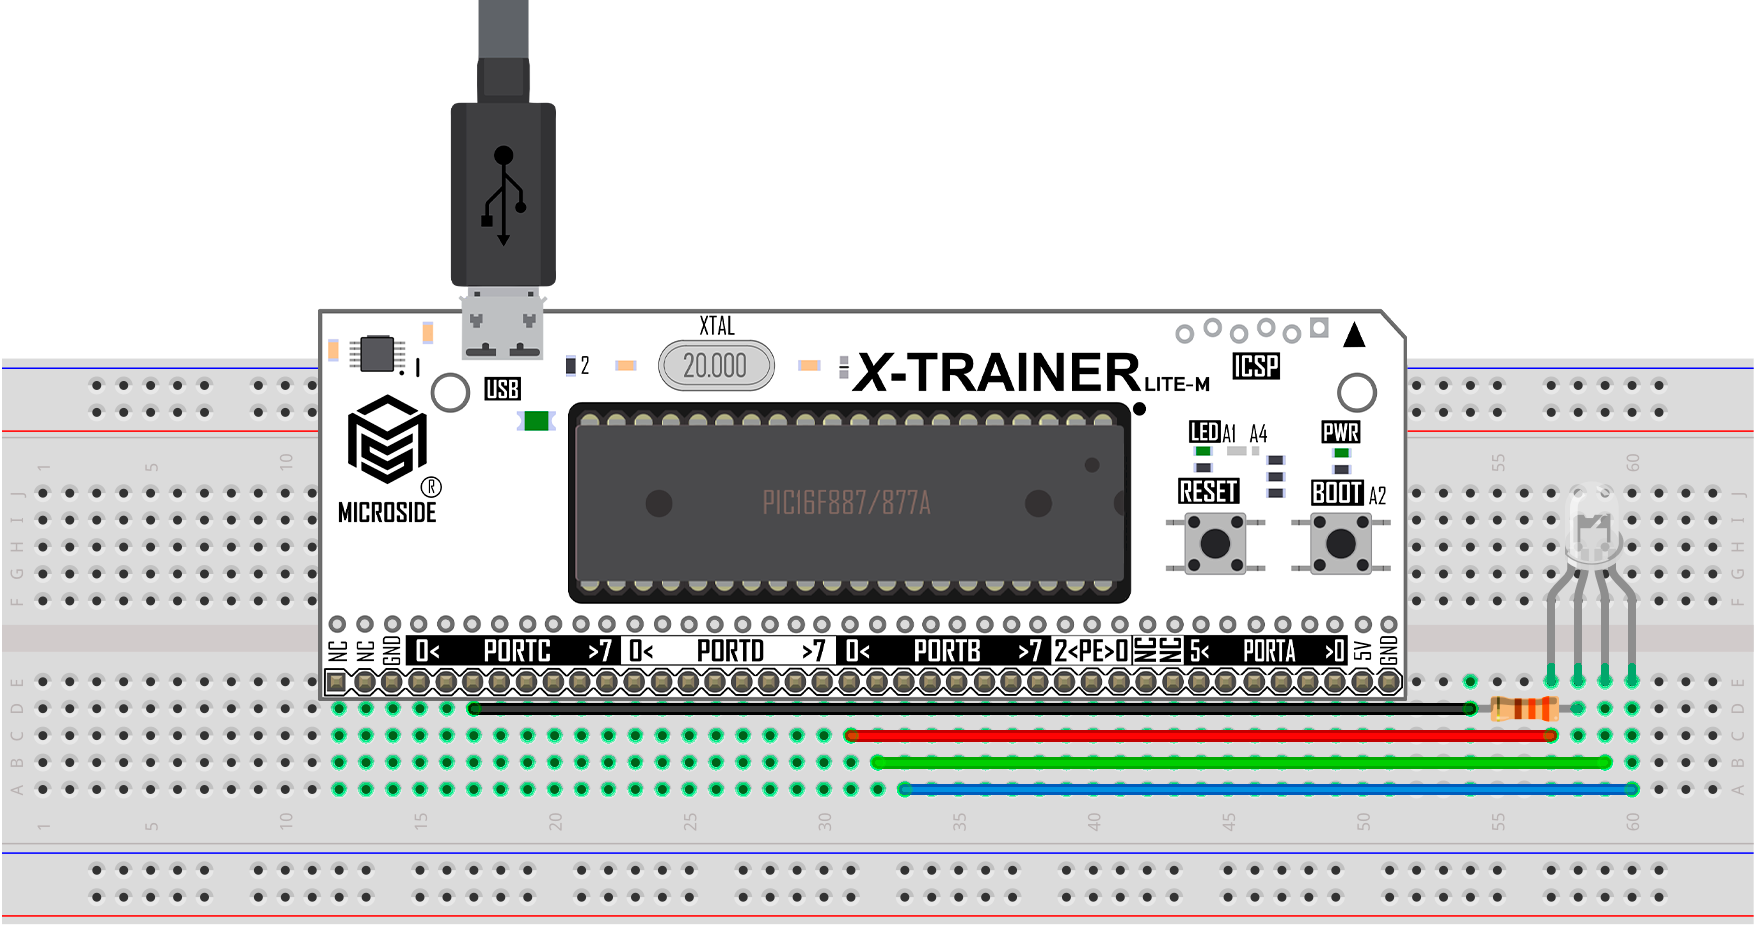 XTAL
20.000
2
X-TRAINER LITE-M
ICSP
USB
1 5 10
55 60
LED A1 A4
PWR
RESET
BOOT A2
MICROSIDE ®
PIC16F887/877A
J
I
H
G
F
J
I
H
G
F
NC NC GND 0< PORTC >7 0< PORTD >7 0< PORTB >7 2<PE>0 NC NC 5< PORTA >0 5V GND
E
D
C
B
A
E
D
C
B
A
1 5 10 15 20 25 30 35 40 45 50 55 60